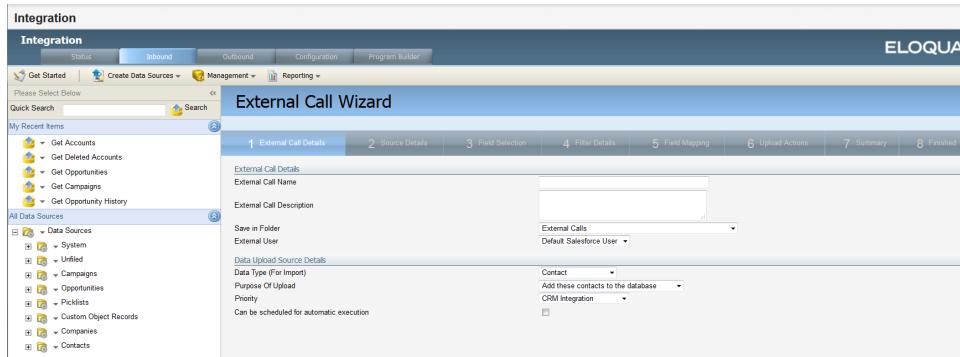 Integration
Integration
ELOQUA
Status Inbound Outbound Configuration Program Builder
Get Started Create Data Sources Management Reporting
Please Select Below
Quick Search Search
My Recent Items
Get Accounts
Get Deleted Accounts
Get Opportunities
Get Campaigns
Get Opportunity History
All Data Sources
Data Sources
System
Unfiled
Campaigns
Opportunities
Picklists
Custom Object Records
Companies
Contacts
External Call Wizard
1 External Call Details 2 Source Details 3 Field Selection 4 Filter Details 5 Field Mapping 6 Upload Actions 7 Summary 8 Finished
External Call Details
External Call Name
External Call Description
Save in Folder External Calls
External User Default Salesforce User
Data Upload Source Details
Data Type (For Import) Contact
Purpose Of Upload Add these contacts to the database
Priority CRM Integration
Can be scheduled for automatic execution